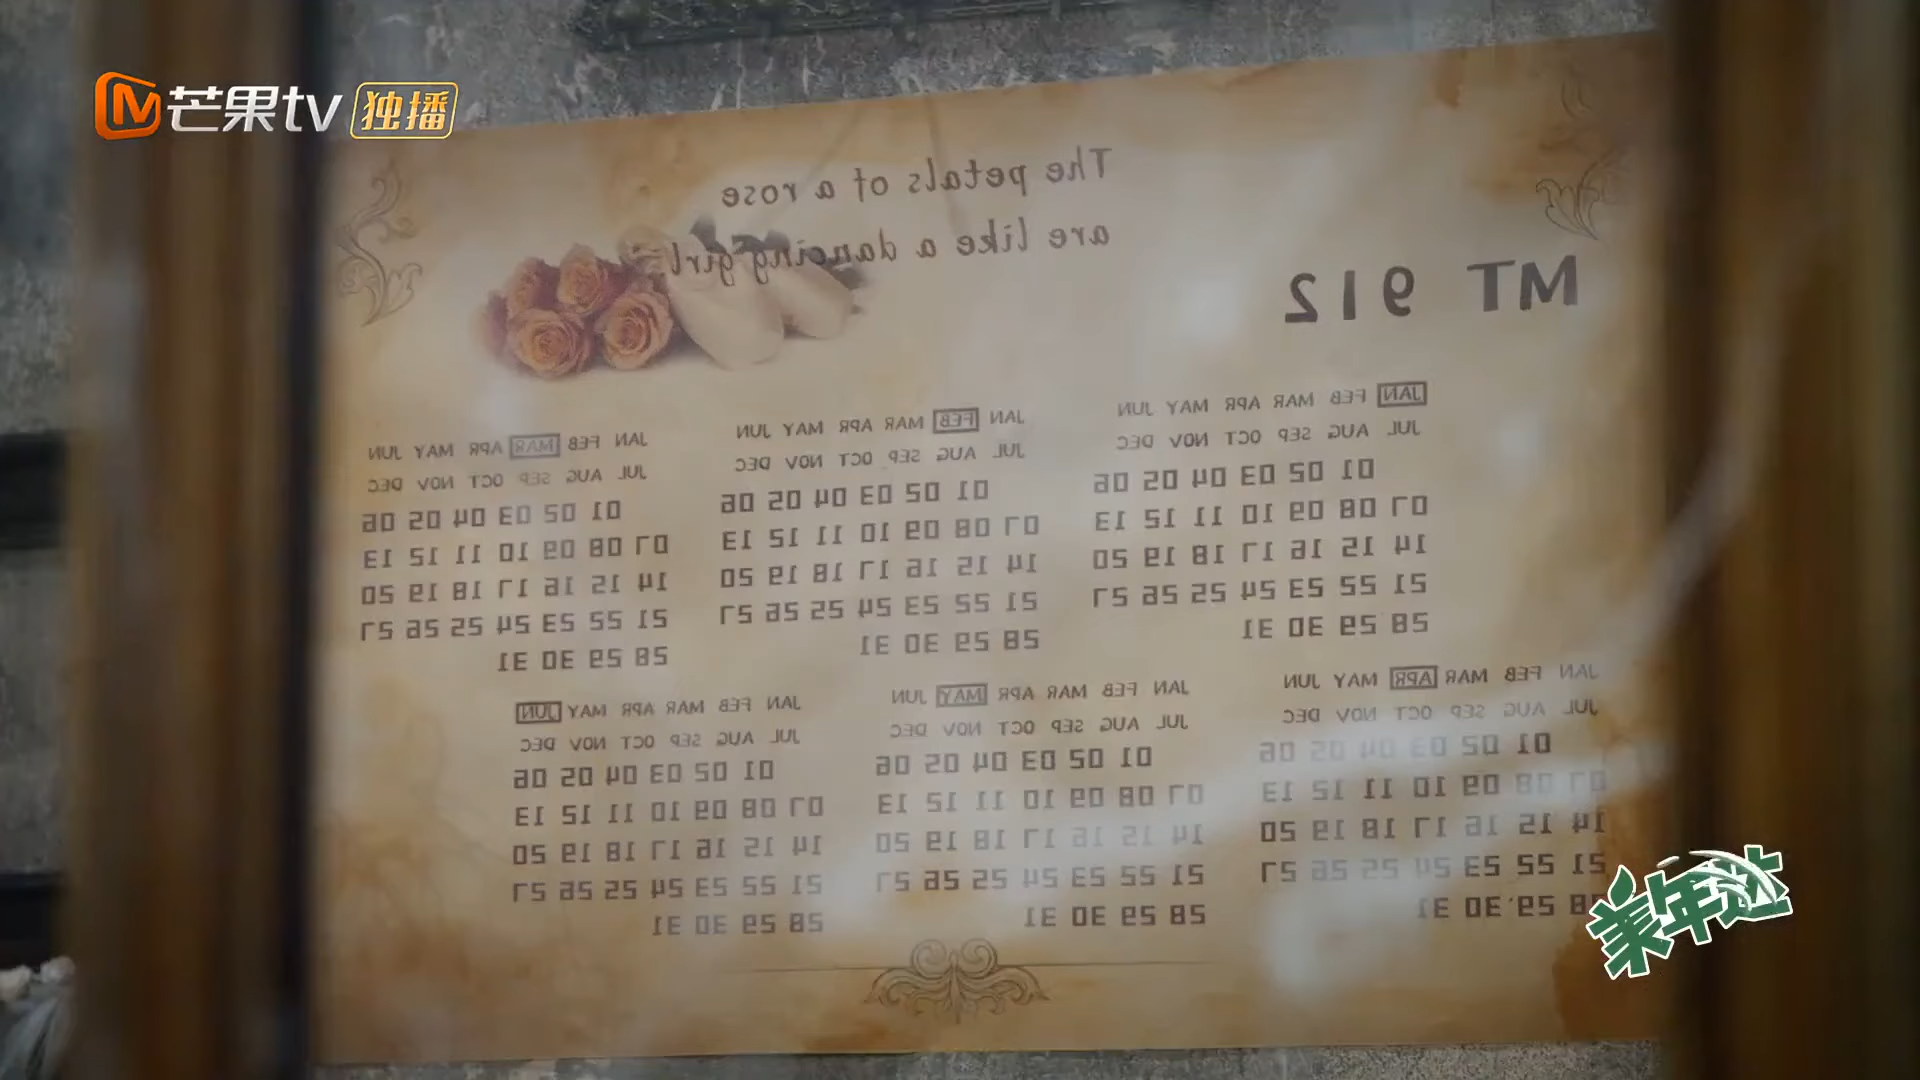 芒果tv 独播
The petals of a rose
are like a dancing girl
MT 912
JAN FEB MAR APR MAY JUN
JUL AUG SEP OCT NOV DEC
01 02 03 04 05 06
07 08 09 10 11 12 13
14 15 16 17 18 19 20
21 22 23 24 25 26 27
28 29 30 31
JAN FEB MAR APR MAY JUN
JUL AUG SEP OCT NOV DEC
01 02 03 04 05 06
07 08 09 10 11 12 13
14 15 16 17 18 19 20
21 22 23 24 25 26 27
28 29 30 31
JAN FEB MAR APR MAY JUN
JUL AUG SEP OCT NOV DEC
01 02 03 04 05 06
07 08 09 10 11 12 13
14 15 16 17 18 19 20
21 22 23 24 25 26 27
28 29 30 31
JAN FEB MAR APR MAY JUN
JUL AUG SEP OCT NOV DEC
01 02 03 04 05 06
07 08 09 10 11 12 13
14 15 16 17 18 19 20
21 22 23 24 25 26 27
28 29 30 31
JAN FEB MAR APR MAY JUN
JUL AUG SEP OCT NOV DEC
01 02 03 04 05 06
07 08 09 10 11 12 13
14 15 16 17 18 19 20
21 22 23 24 25 26 27
28 29 30 31
JAN FEB MAR APR MAY JUN
JUL AUG SEP OCT NOV DEC
01 02 03 04 05 06
07 08 09 10 11 12 13
14 15 16 17 18 19 20
21 22 23 24 25 26 27
28 29 30 31
美年达